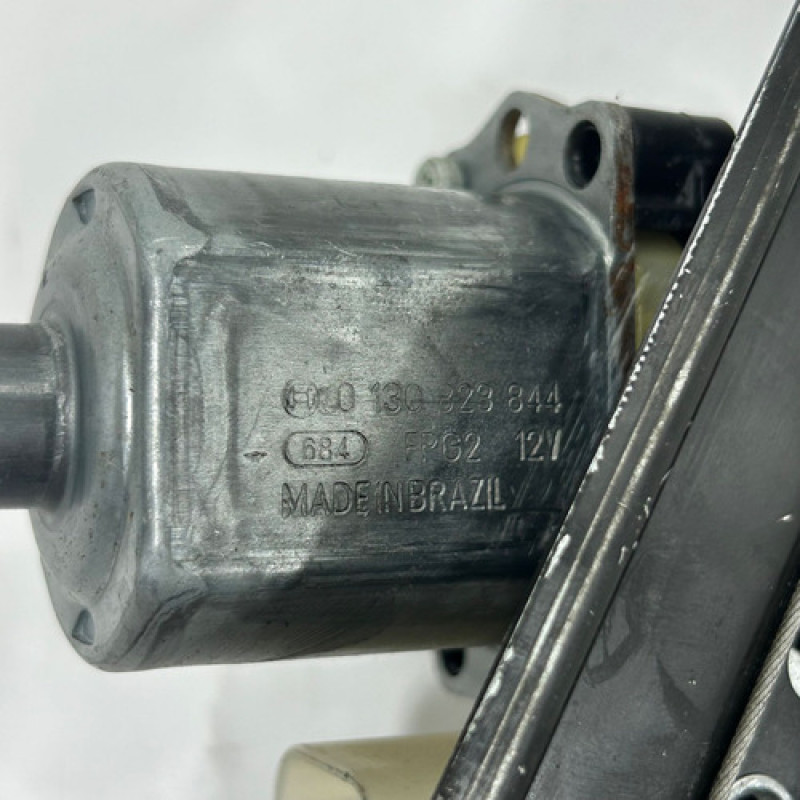 0 130 823 844
684 FPG2 12V
MADE IN BRAZIL